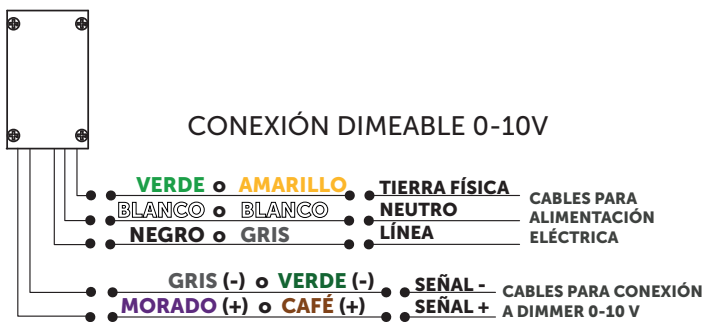 CONEXIÓN DIMEABLE 0-10V
VERDE o AMARILLO TIERRA FÍSICA
BLANCO o BLANCO NEUTRO
NEGRO o GRIS LÍNEA
CABLES PARA
ALIMENTACIÓN
ELÉCTRICA
GRIS (-) o VERDE (-) SEÑAL -
MORADO (+) o CAFÉ (+) SEÑAL +
CABLES PARA CONEXIÓN
A DIMMER 0-10 V